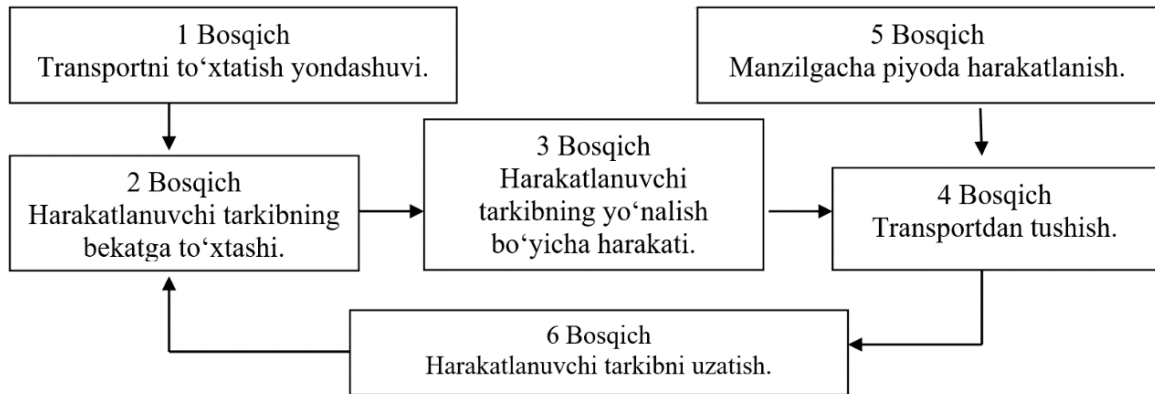 1 Bosqich
Transportni to‘xtatish yondashuvi.
5 Bosqich
Manzilgacha piyoda harakatlanish.
2 Bosqich
Harakatlanuvchi tarkibning
bekatga to‘xtashi.
3 Bosqich
Harakatlanuvchi
tarkibning yo‘nalish
bo‘yicha harakati.
4 Bosqich
Transportdan tushish.
6 Bosqich
Harakatlanuvchi tarkibni uzatish.